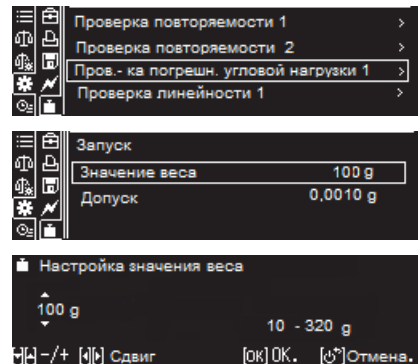 Проверка повторяемости 1 >
Проверка повторяемости 2 >
Пров.- ка погрешн. угловой нагрузки 1 >
Проверка линейности 1 >
Запуск
Значение веса 100 g
Допуск 0,0010 g
Настройка значения веса
100 g
10 - 320 g
−/+ Сдвиг [OK] OK. Отмена.